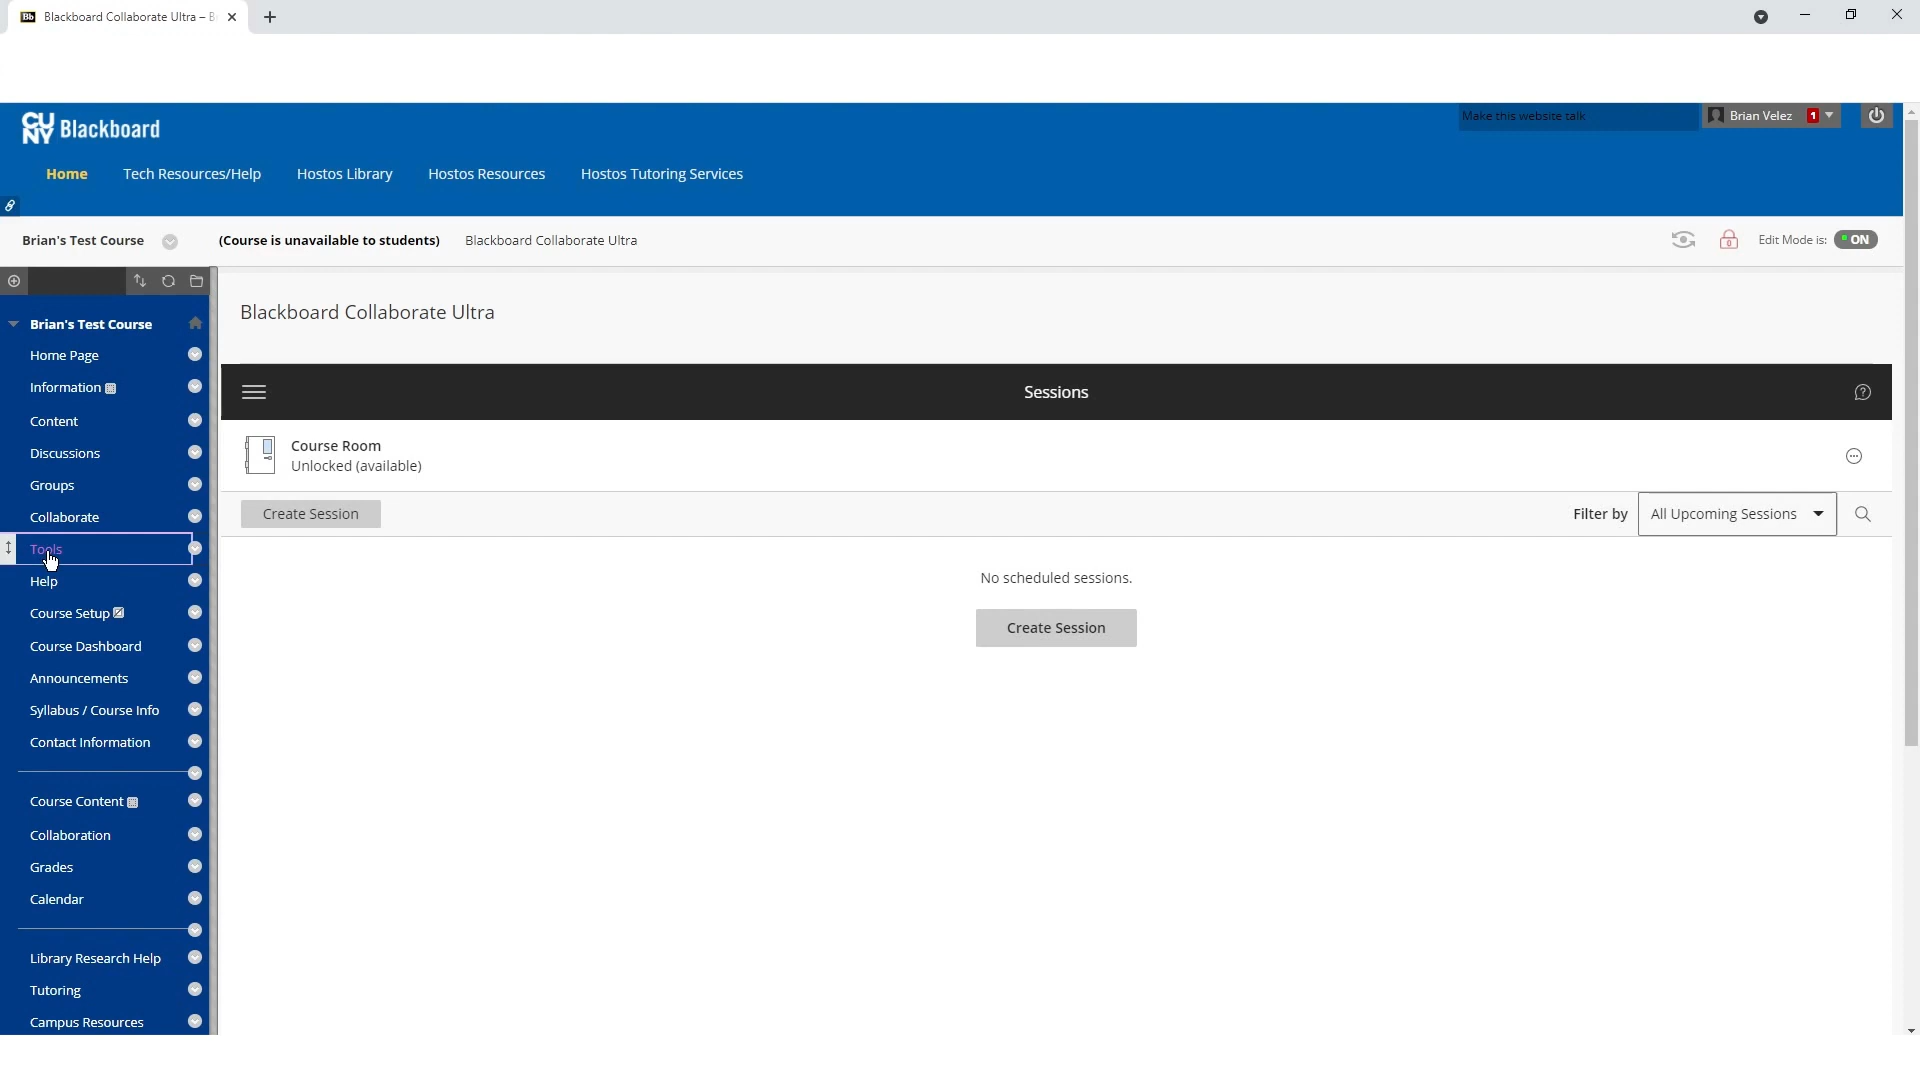 Bb Blackboard Collaborate Ultra – B
CU
NY Blackboard
Make this website talk
Brian Velez 1
Home Tech Resources/Help Hostos Library Hostos Resources Hostos Tutoring Services
Brian's Test Course (Course is unavailable to students) Blackboard Collaborate Ultra Edit Mode is: ON
Brian's Test Course
Home Page
Information
Content
Discussions
Groups
Collaborate
Tools
Help
Course Setup
Course Dashboard
Announcements
Syllabus / Course Info
Contact Information
Course Content
Collaboration
Grades
Calendar
Library Research Help
Tutoring
Campus Resources
Blackboard Collaborate Ultra
Sessions
Course Room
Unlocked (available)
Create Session Filter by All Upcoming Sessions
No scheduled sessions.
Create Session